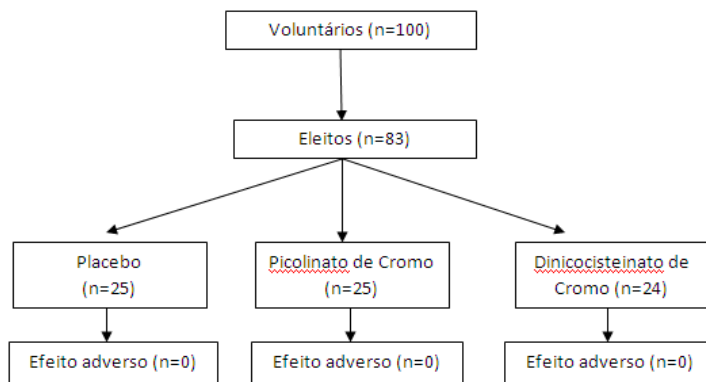 Voluntários (n=100)
Eleitos (n=83)
Placebo
(n=25)
Picolinato de Cromo
(n=25)
Dinicocisteinato de
Cromo (n=24)
Efeito adverso (n=0)
Efeito adverso (n=0)
Efeito adverso (n=0)